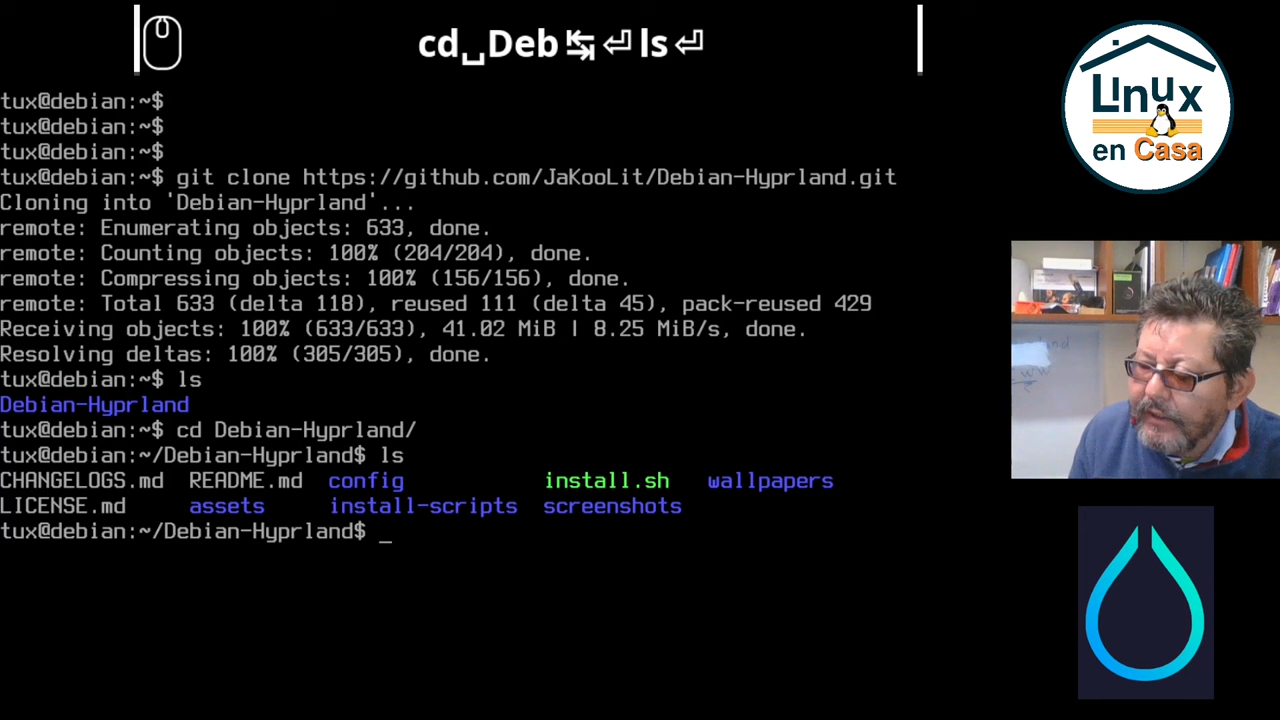 cd␣Deb↹⏎ls⏎
tux@debian:~$
tux@debian:~$
tux@debian:~$
tux@debian:~$ git clone https://github.com/JaKooLit/Debian-Hyprland.git
Cloning into 'Debian-Hyprland'...
remote: Enumerating objects: 633, done.
remote: Counting objects: 100% (204/204), done.
remote: Compressing objects: 100% (156/156), done.
remote: Total 633 (delta 118), reused 111 (delta 45), pack-reused 429
Receiving objects: 100% (633/633), 41.02 MiB | 8.25 MiB/s, done.
Resolving deltas: 100% (305/305), done.
tux@debian:~$ ls
Debian-Hyprland
tux@debian:~$ cd Debian-Hyprland/
tux@debian:~/Debian-Hyprland$ ls
CHANGELOGS.md README.md config install.sh wallpapers
LICENSE.md assets install-scripts screenshots
tux@debian:~/Debian-Hyprland$ _
Linux
en Casa